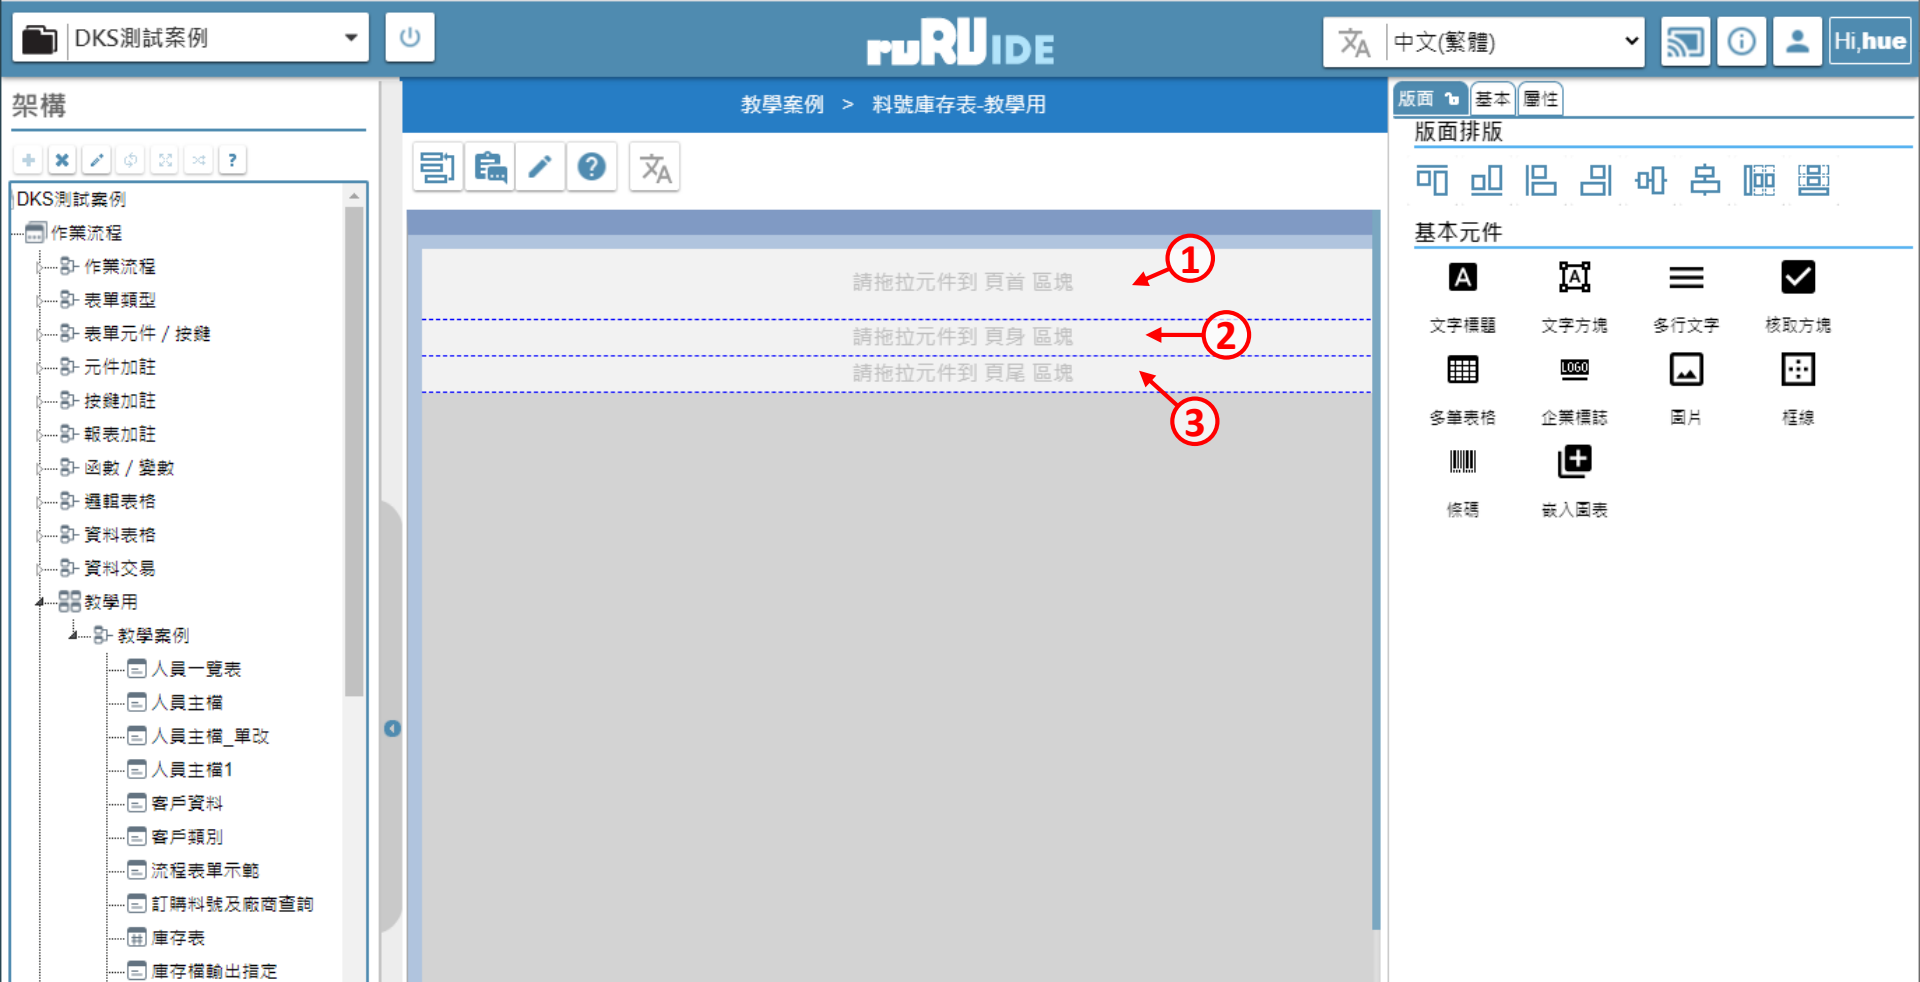 DKS測試案例
ruRU IDE
中文(繁體)
Hi,hue
架構
教學案例 > 料號庫存表-教學用
版面
基本
屬性
版面排版
DKS測試案例
作業流程
作業流程
表單類型
表單元件 / 按鍵
元件加註
按鍵加註
報表加註
函數 / 變數
邏輯表格
資料表格
資料交易
教學用
教學案例
人員一覽表
人員主檔
人員主檔_單改
人員主檔1
客戶資料
客戶類別
流程表單示範
訂購料號及廠商查詢
庫存表
庫存檔輸出指定
請拖拉元件到 頁首 區塊
1
請拖拉元件到 頁身 區塊
2
請拖拉元件到 頁尾 區塊
3
基本元件
文字標題
文字方塊
多行文字
核取方塊
LOGO
多筆表格
企業標誌
圖片
框線
條碼
嵌入圖表